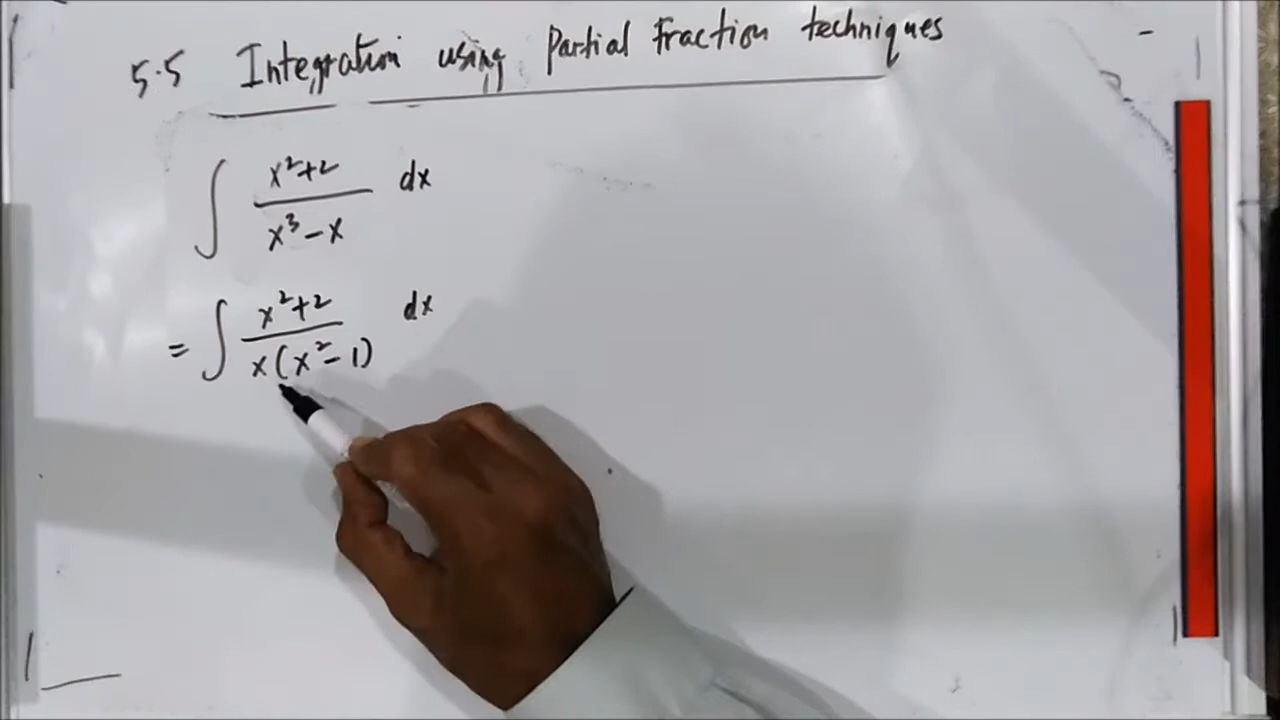 5.5 Integration using Partial Fraction techniques
∫ x²+2 / x³-x dx
= ∫ x²+2 / x(x²-1) dx